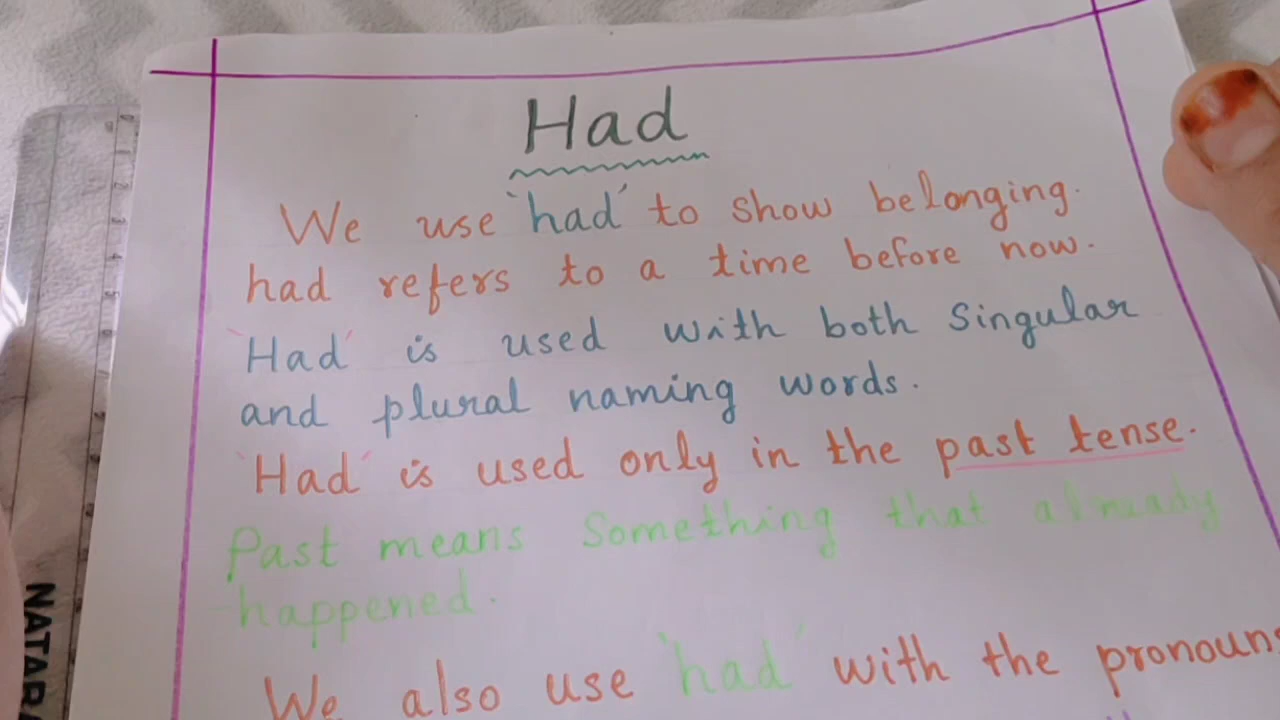 Had
We use 'had' to show belonging.
had refers to a time before now.
'Had' is used with both Singular
and plural naming words.
'Had' is used only in the past tense.
Past means Something that already
happened.
We also use 'had' with the pronouns
NATAR